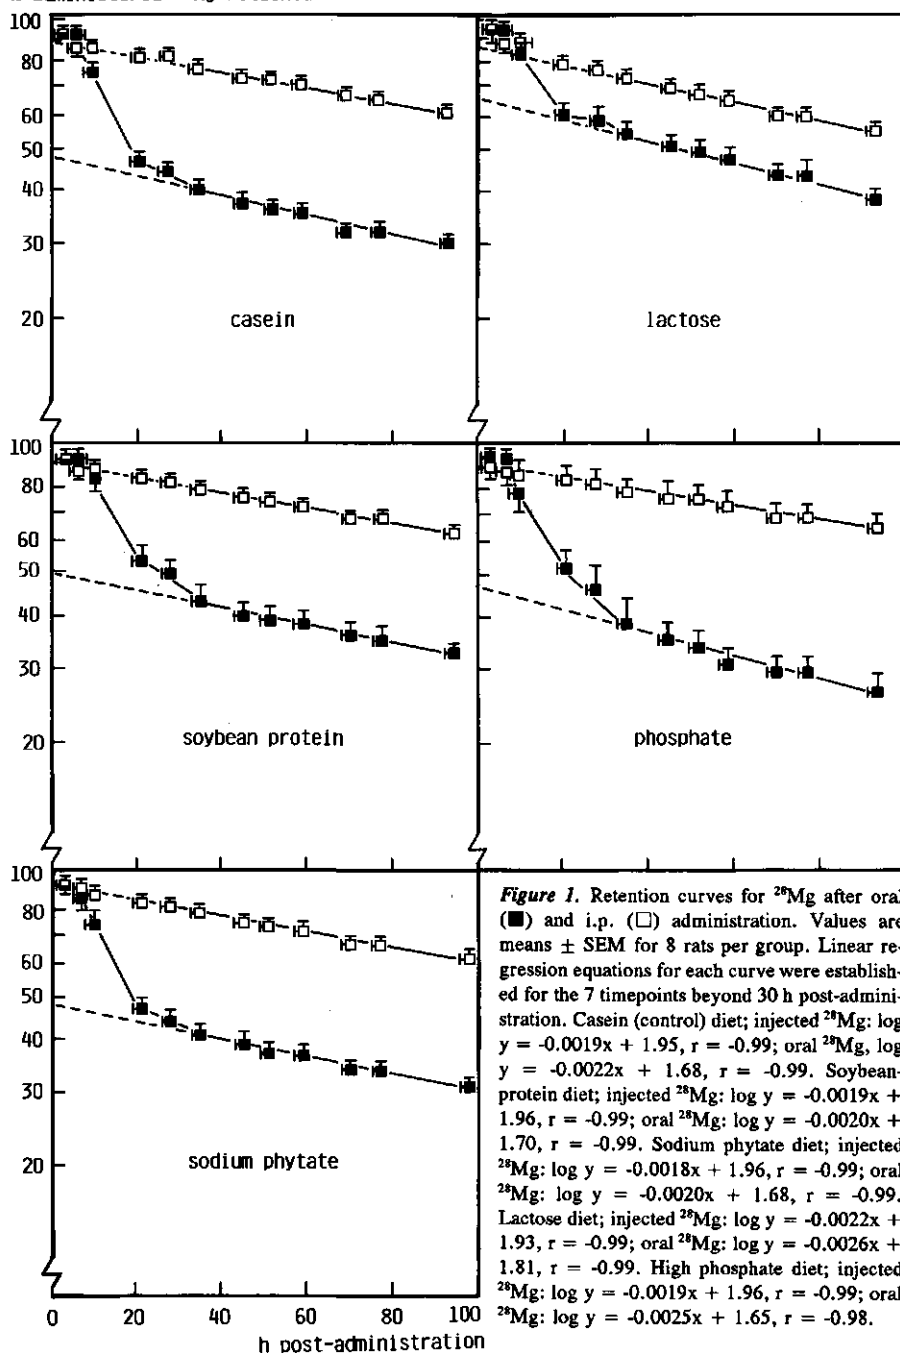 100
80
60
50
40
30
20
casein
lactose
100
80
70
60
50
40
30
20
soybean protein
phosphate
100
80
60
50
40
30
20
sodium phytate
0 20 40 60 80 100
h post-administration
Figure 1. Retention curves for ²⁸Mg after oral
(■) and i.p. (□) administration. Values are
means ± SEM for 8 rats per group. Linear re-
gression equations for each curve were establish-
ed for the 7 timepoints beyond 30 h post-admini-
stration. Casein (control) diet; injected ²⁸Mg: log
y = -0.0019x + 1.95, r = -0.99; oral ²⁸Mg, log
y = -0.0022x + 1.68, r = -0.99. Soybean-
protein diet; injected ²⁸Mg: log y = -0.0019x +
1.96, r = -0.99; oral ²⁸Mg: log y = -0.0020x +
1.70, r = -0.99. Sodium phytate diet; injected
²⁸Mg: log y = -0.0018x + 1.96, r = -0.99; oral
²⁸Mg: log y = -0.0020x + 1.68, r = -0.99.
Lactose diet; injected ²⁸Mg: log y = -0.0022x +
1.93, r = -0.99; oral ²⁸Mg: log y = -0.0026x +
1.81, r = -0.99. High phosphate diet; injected
²⁸Mg: log y = -0.0019x + 1.96, r = -0.99; oral
²⁸Mg: log y = -0.0025x + 1.65, r = -0.98.